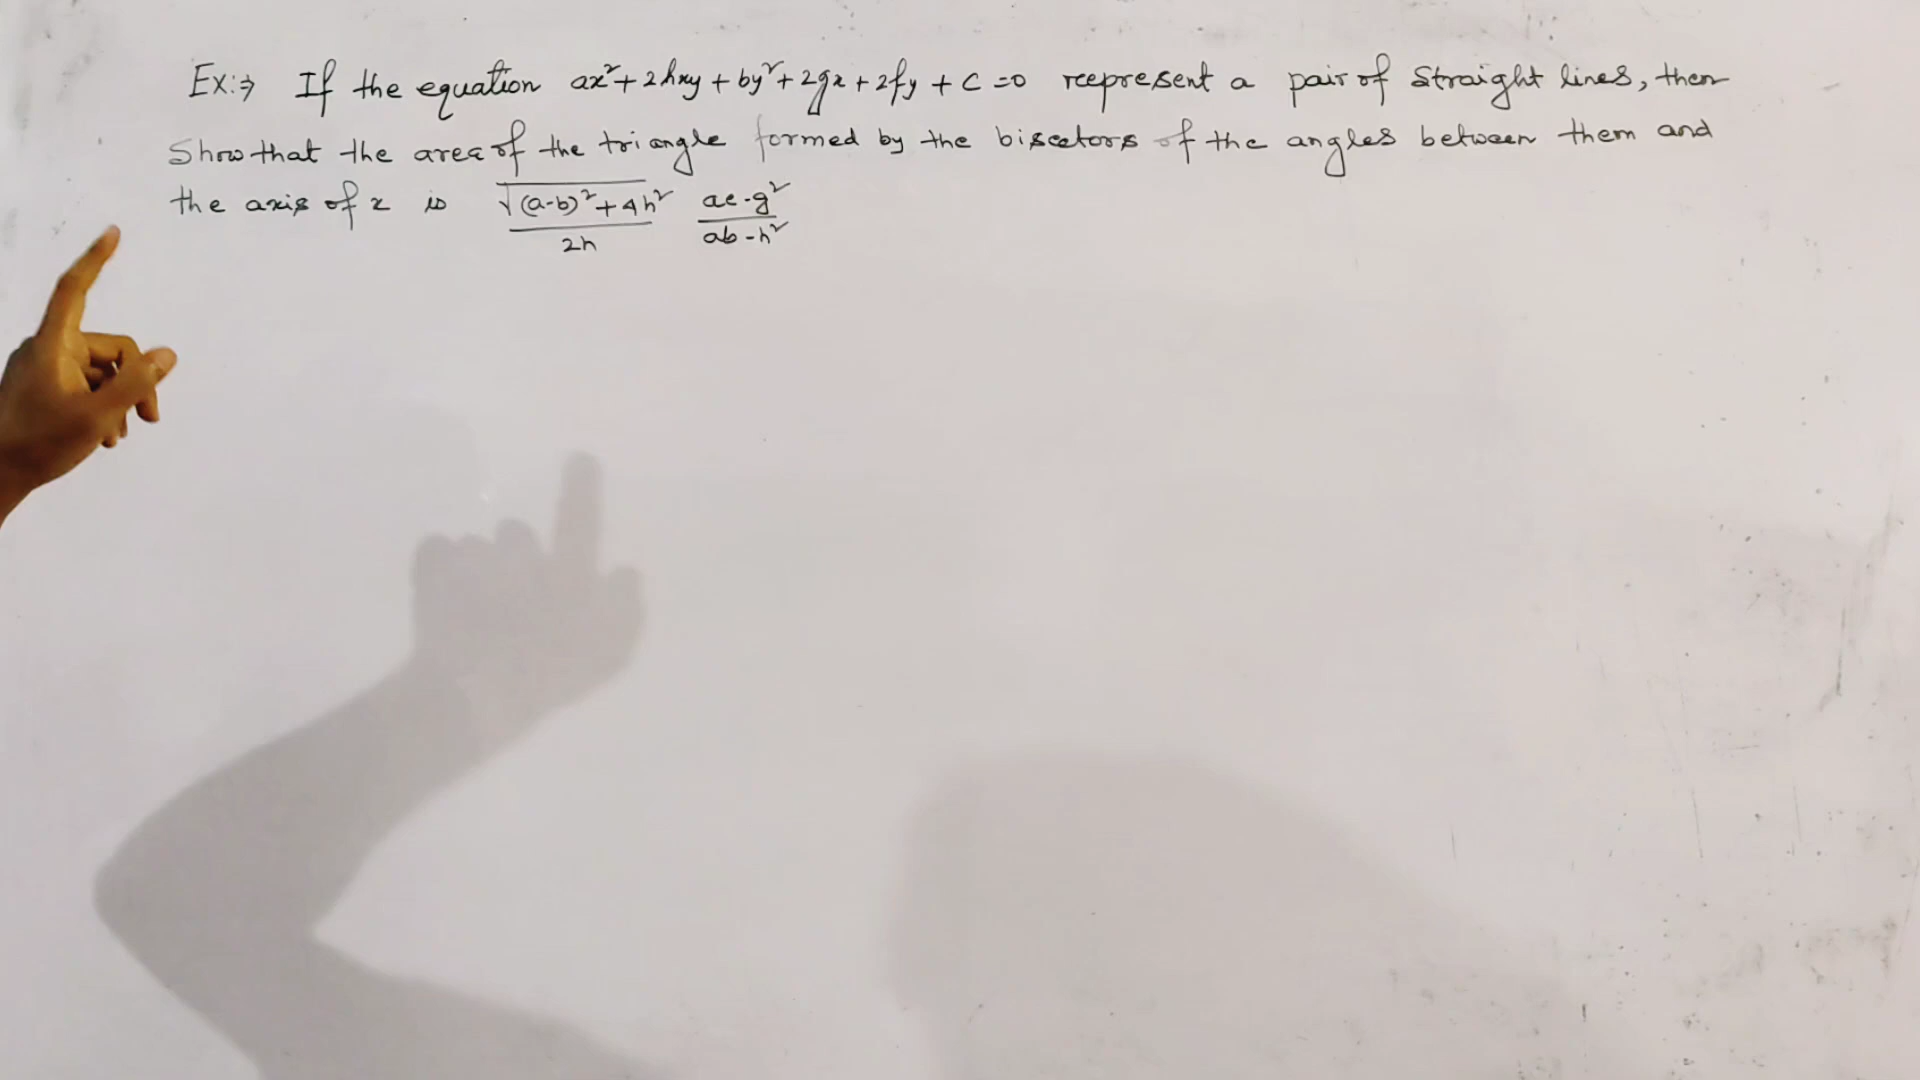 Ex:⇒ If the equation ax²+2hxy+by²+2gx+2fy+c=0 reepresent a pair of Straight lines, then
Show that the area of the triangle formed by the bisectors of the angles between them and
the axis of x is √(a-b)²+4h² / 2h  ac-g² / ab-h²